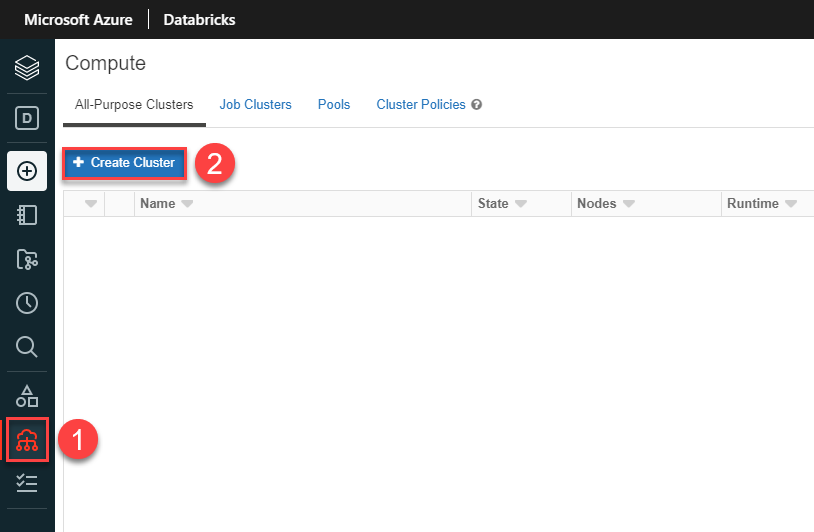 Microsoft Azure Databricks
Compute
D
All-Purpose Clusters Job Clusters Pools Cluster Policies ?
+ Create Cluster 2
Name State Nodes Runtime
1